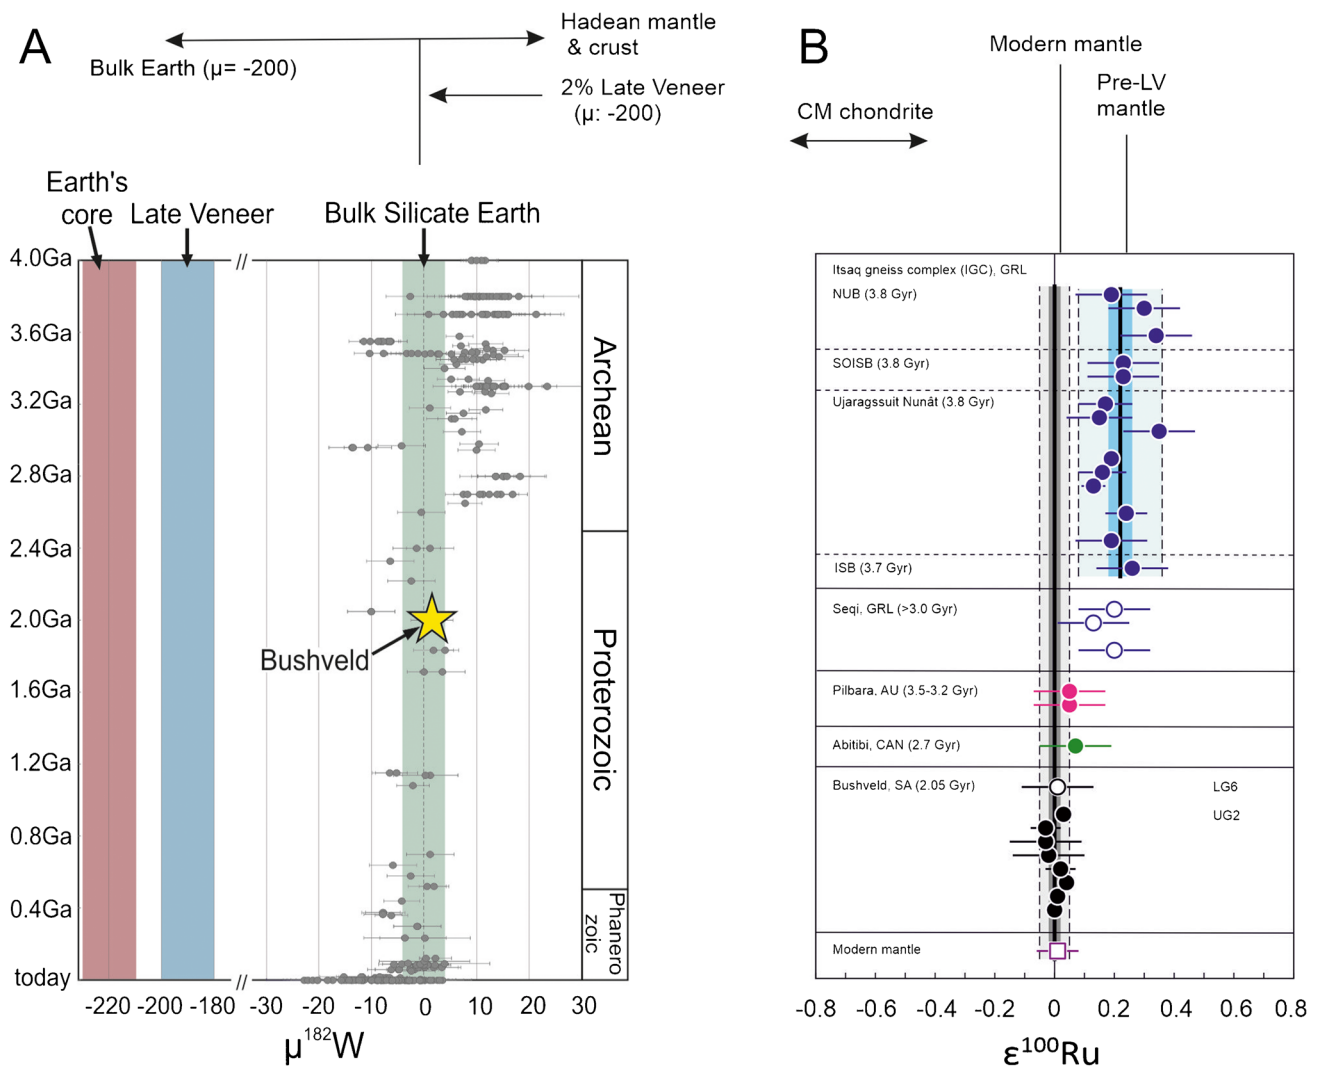 A
Hadean mantle
& crust
Bulk Earth (μ= -200)
2% Late Veneer
(μ: -200)
Earth's
core
Late Veneer
Bulk Silicate Earth
4.0Ga
3.6Ga
3.2Ga
2.8Ga
2.4Ga
2.0Ga
1.6Ga
1.2Ga
0.8Ga
0.4Ga
today
//
//
Bushveld
Archean
Proterozoic
Phanero
zoic
-220
-200
-180
-30
-20
-10
0
10
20
30
μ¹⁸²W
B
Modern mantle
Pre-LV
mantle
CM chondrite
Itsaq gneiss complex (IGC), GRL
NUB (3.8 Gyr)
SOISB (3.8 Gyr)
Ujaragssuit Nunât (3.8 Gyr)
ISB (3.7 Gyr)
Seqi, GRL (>3.0 Gyr)
Pilbara, AU (3.5-3.2 Gyr)
Abitibi, CAN (2.7 Gyr)
Bushveld, SA (2.05 Gyr)
LG6
UG2
Modern mantle
-0.8
-0.6
-0.4
-0.2
0
0.2
0.4
0.6
0.8
ε¹⁰⁰Ru